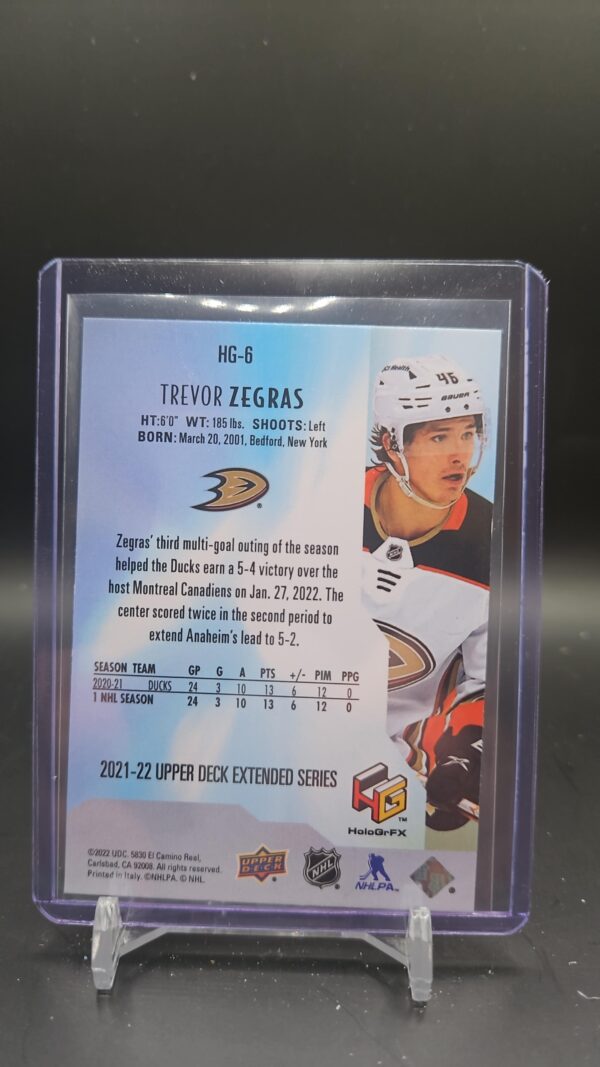 HG-6
TREVOR ZEGRAS
HT:6'0" WT: 185 lbs. SHOOTS: Left
BORN: March 20, 2001, Bedford, New York
Zegras' third multi-goal outing of the season
helped the Ducks earn a 5-4 victory over the
host Montreal Canadiens on Jan. 27, 2022. The
center scored twice in the second period to
extend Anaheim's lead to 5-2.
SEASON TEAM GP G A PTS +/- PIM PPG
2020-21 DUCKS 24 3 10 13 6 12 0
1 NHL SEASON 24 3 10 13 6 12 0
2021-22 UPPER DECK EXTENDED SERIES
HG™
HoloGrFX
©2022 UDC. 5830 El Camino Real,
Carlsbad, CA 92008. All rights reserved.
Printed in Italy. ©NHLPA. © NHL.
UPPER DECK
NHL
NHLPA
46
BAUER